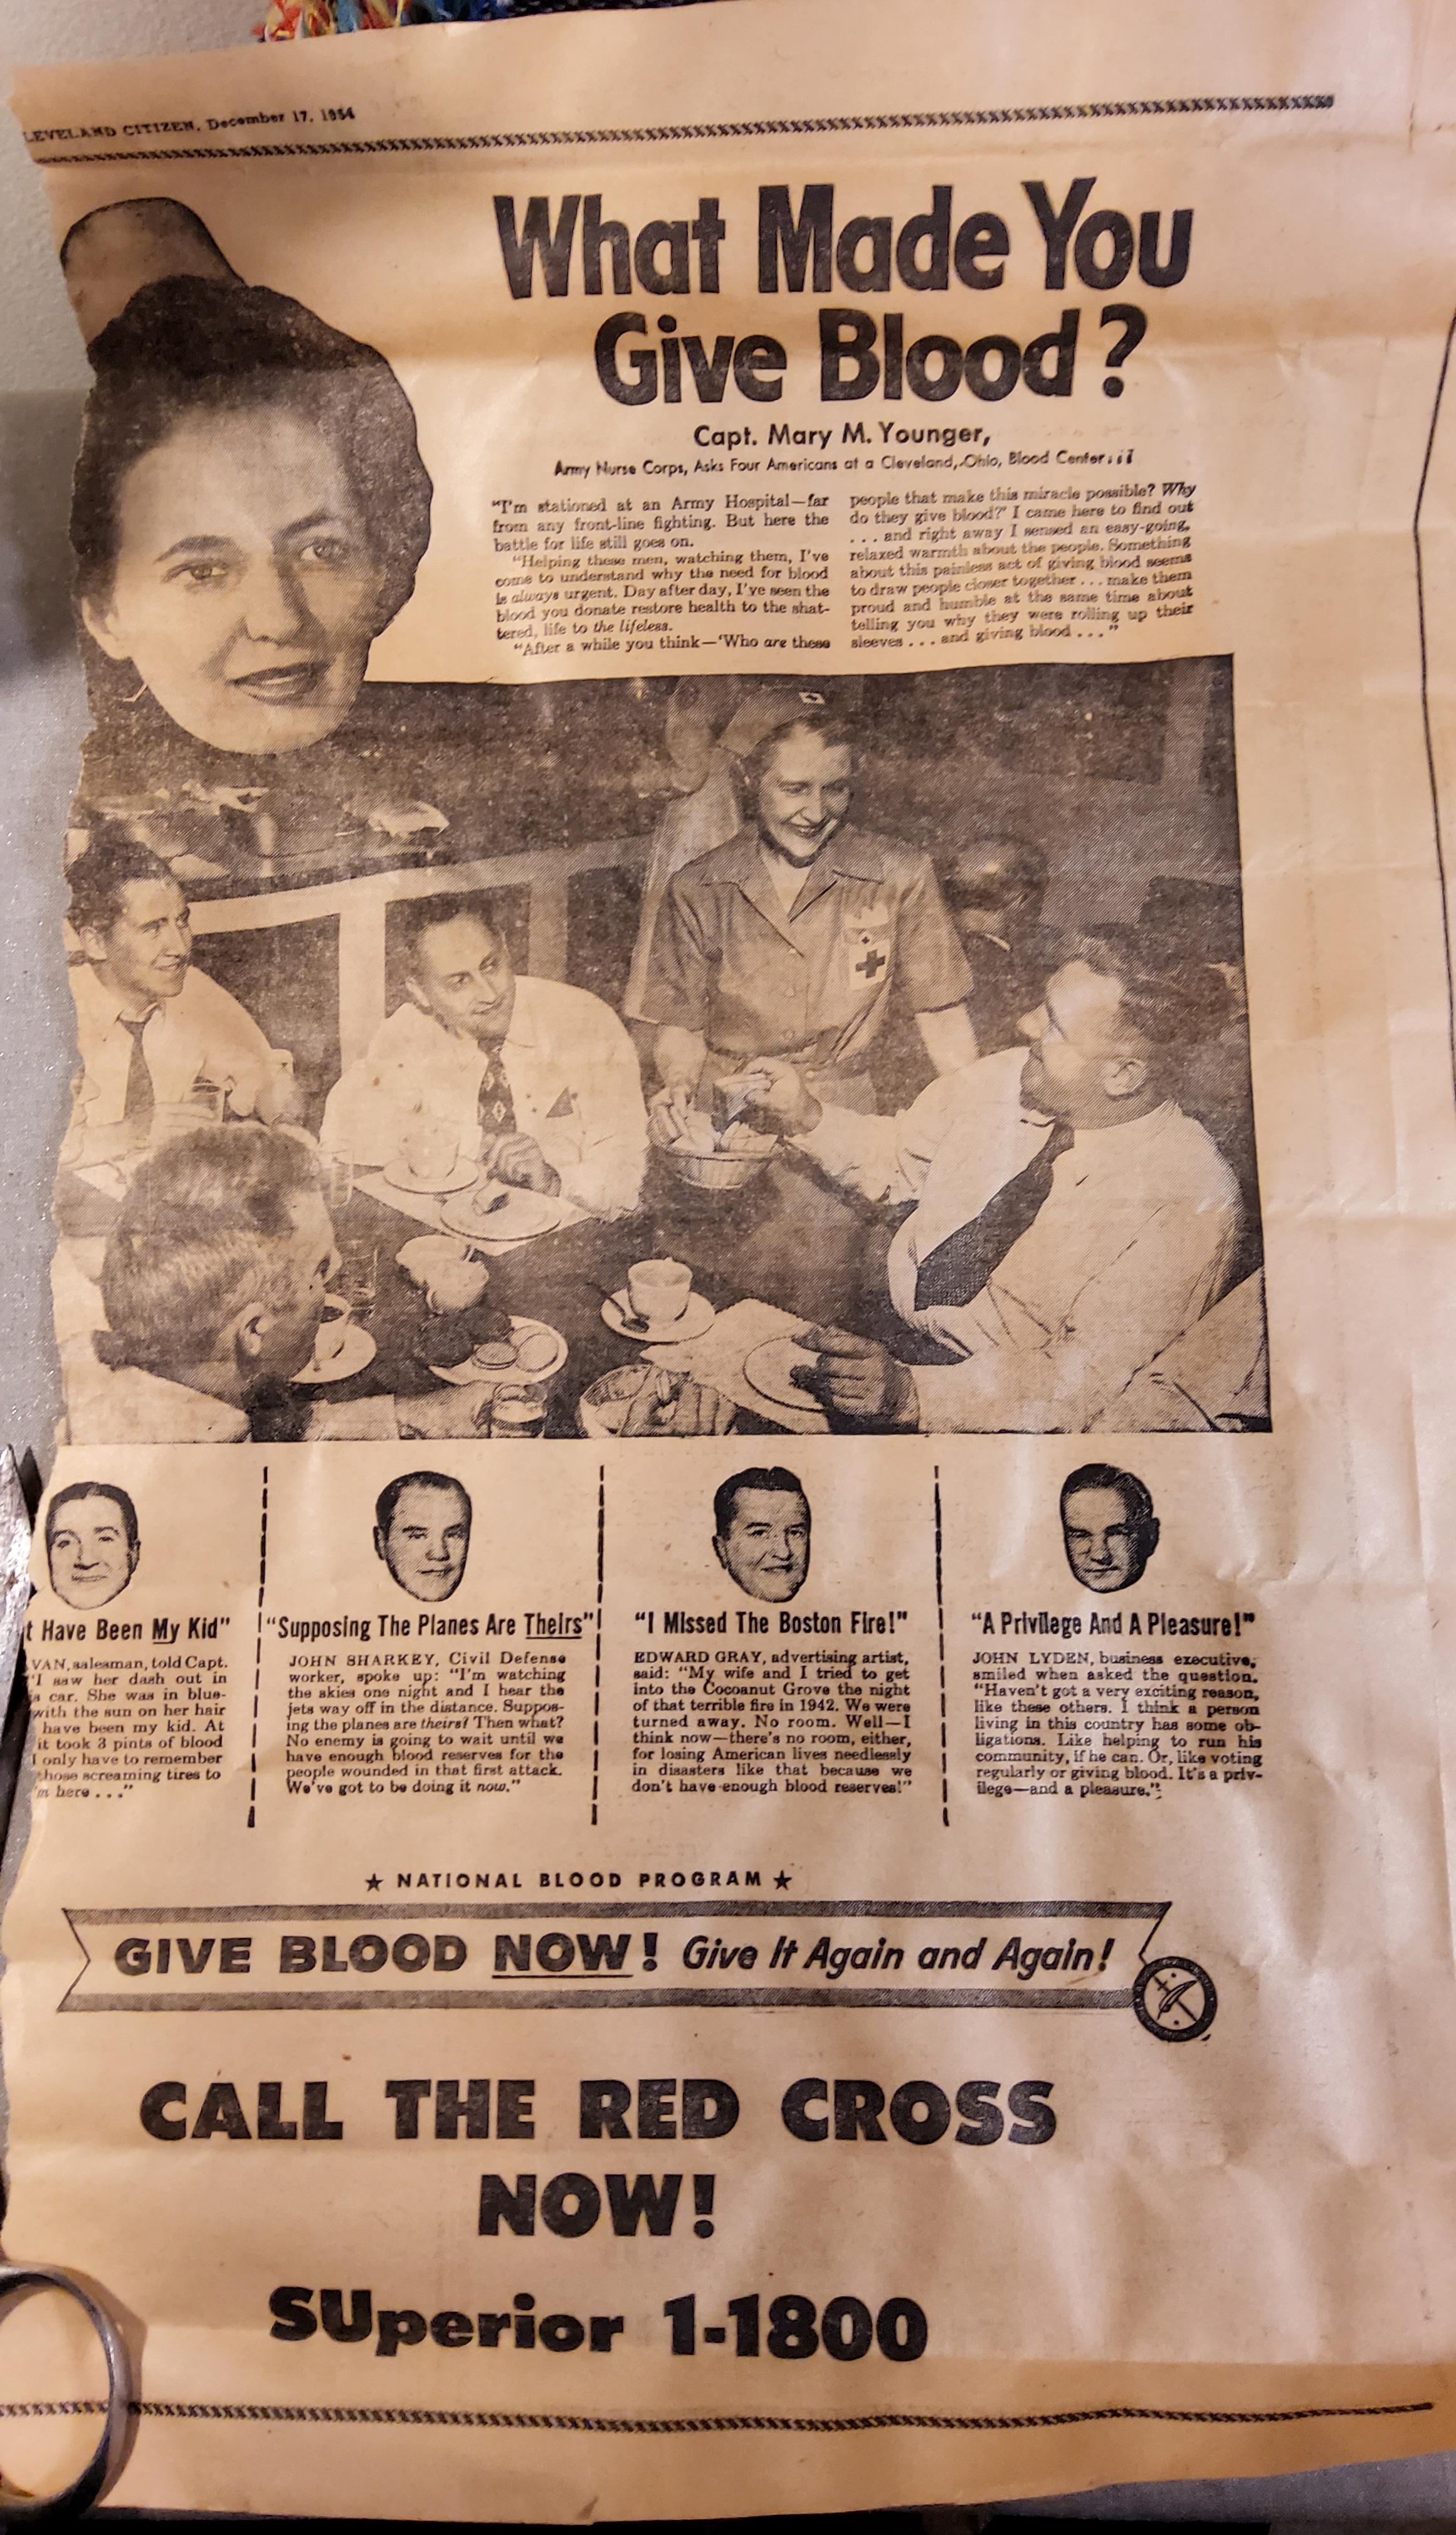 LEVELAND CITIZEN, December 17, 1954
What Made You
Give Blood?
Capt. Mary M. Younger,
Army Nurse Corps, Asks Four Americans at a Cleveland, Ohio, Blood Center...
"I'm stationed at an Army Hospital—far
from any front-line fighting. But here the
battle for life still goes on.
"Helping these men, watching them, I've
come to understand why the need for blood
is always urgent. Day after day, I've seen the
blood you donate restore health to the shat-
tered, life to the lifeless.
"After a while you think—'Who are these
people that make this miracle possible? Why
do they give blood?' I came here to find out
... and right away I sensed an easy-going,
relaxed warmth about the people. Something
about this painless act of giving blood seems
to draw people closer together ... make them
proud and humble at the same time about
telling you why they were rolling up their
sleeves ... and giving blood ..."
t Have Been My Kid"
VAN, salesman, told Capt.
"I saw her dash out in
a car. She was in blue-
with the sun on her hair
have been my kid. At
it took 3 pints of blood
I only have to remember
those screaming tires to
'm here ..."
"Supposing The Planes Are Theirs"
JOHN SHARKEY, Civil Defense
worker, spoke up: "I'm watching
the skies one night and I hear the
jets way off in the distance. Suppos-
ing the planes are theirs? Then what?
No enemy is going to wait until we
have enough blood reserves for the
people wounded in that first attack.
We've got to be doing it now."
"I Missed The Boston Fire!"
EDWARD GRAY, advertising artist,
said: "My wife and I tried to get
into the Cocoanut Grove the night
of that terrible fire in 1942. We were
turned away. No room. Well—I
think now—there's no room, either,
for losing American lives needlessly
in disasters like that because we
don't have enough blood reserves!"
"A Privilege And A Pleasure!"
JOHN LYDEN, business executive,
smiled when asked the question.
"Haven't got a very exciting reason,
like these others. I think a person
living in this country has some ob-
ligations. Like helping to run his
community, if he can. Or, like voting
regularly or giving blood. It's a priv-
ilege—and a pleasure."
★ NATIONAL BLOOD PROGRAM ★
GIVE BLOOD NOW! Give It Again and Again!
CALL THE RED CROSS
NOW!
SUperior 1-1800